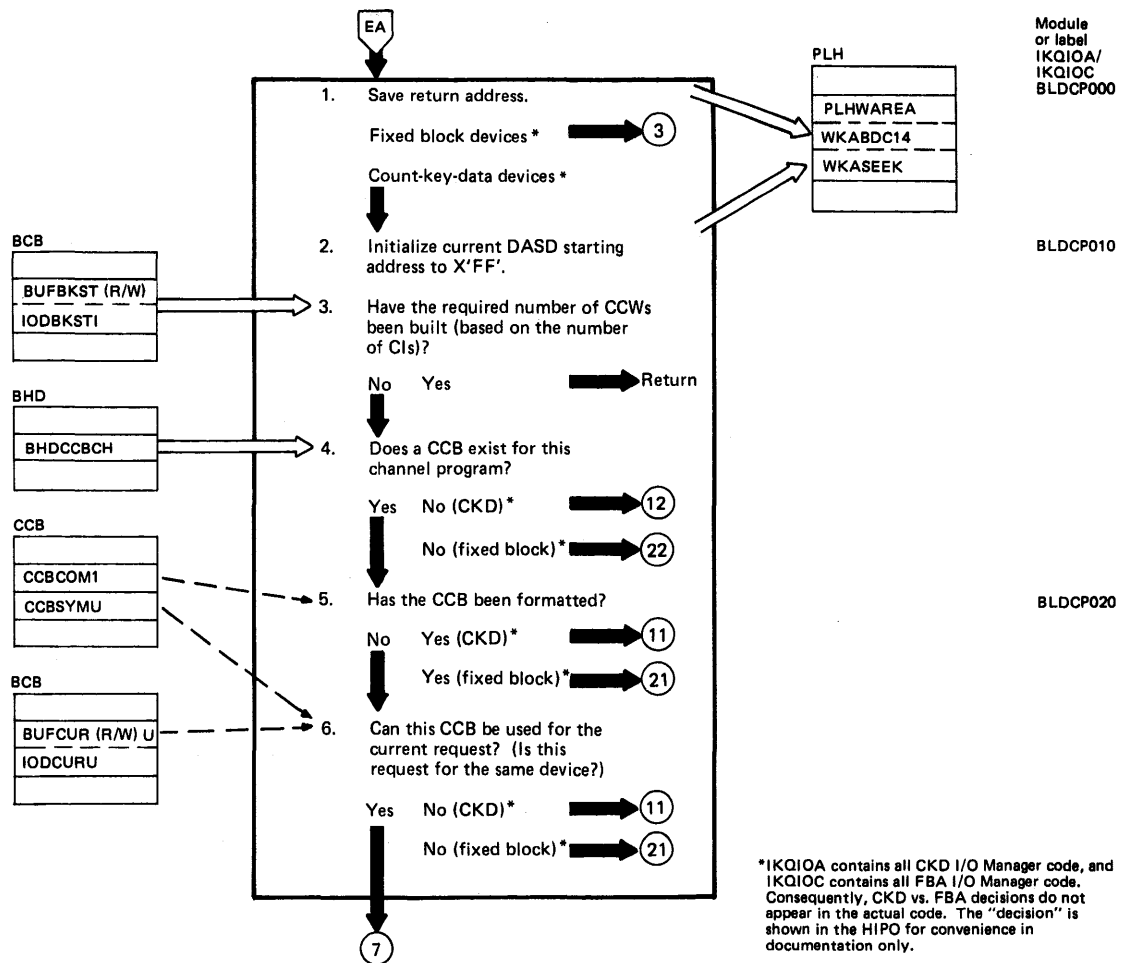 EA
Module
or label
IKQIOA/
IKQIOC
BLDCP000
PLH
PLHWAREA
WKABDC14
WKASEEK
1. Save return address.
Fixed block devices * 3
Count-key-data devices *
2. Initialize current DASD starting
address to X'FF'.
BLDCP010
BCB
BUFBKST (R/W)
IODBKSTI
3. Have the required number of CCWs
been built (based on the number
of CIs)?
No Yes Return
BHD
BHDCCBCH
4. Does a CCB exist for this
channel program?
Yes No (CKD)* 12
No (fixed block)* 22
CCB
CCBCOM1
CCBSYMU
5. Has the CCB been formatted?
BLDCP020
No Yes (CKD)* 11
Yes (fixed block)* 21
BCB
BUFCUR (R/W) U
IODCURU
6. Can this CCB be used for the
current request? (Is this
request for the same device?)
Yes No (CKD)* 11
No (fixed block)* 21
7
*IKQIOA contains all CKD I/O Manager code, and
IKQIOC contains all FBA I/O Manager code.
Consequently, CKD vs. FBA decisions do not
appear in the actual code. The "decision" is
shown in the HIPO for convenience in
documentation only.